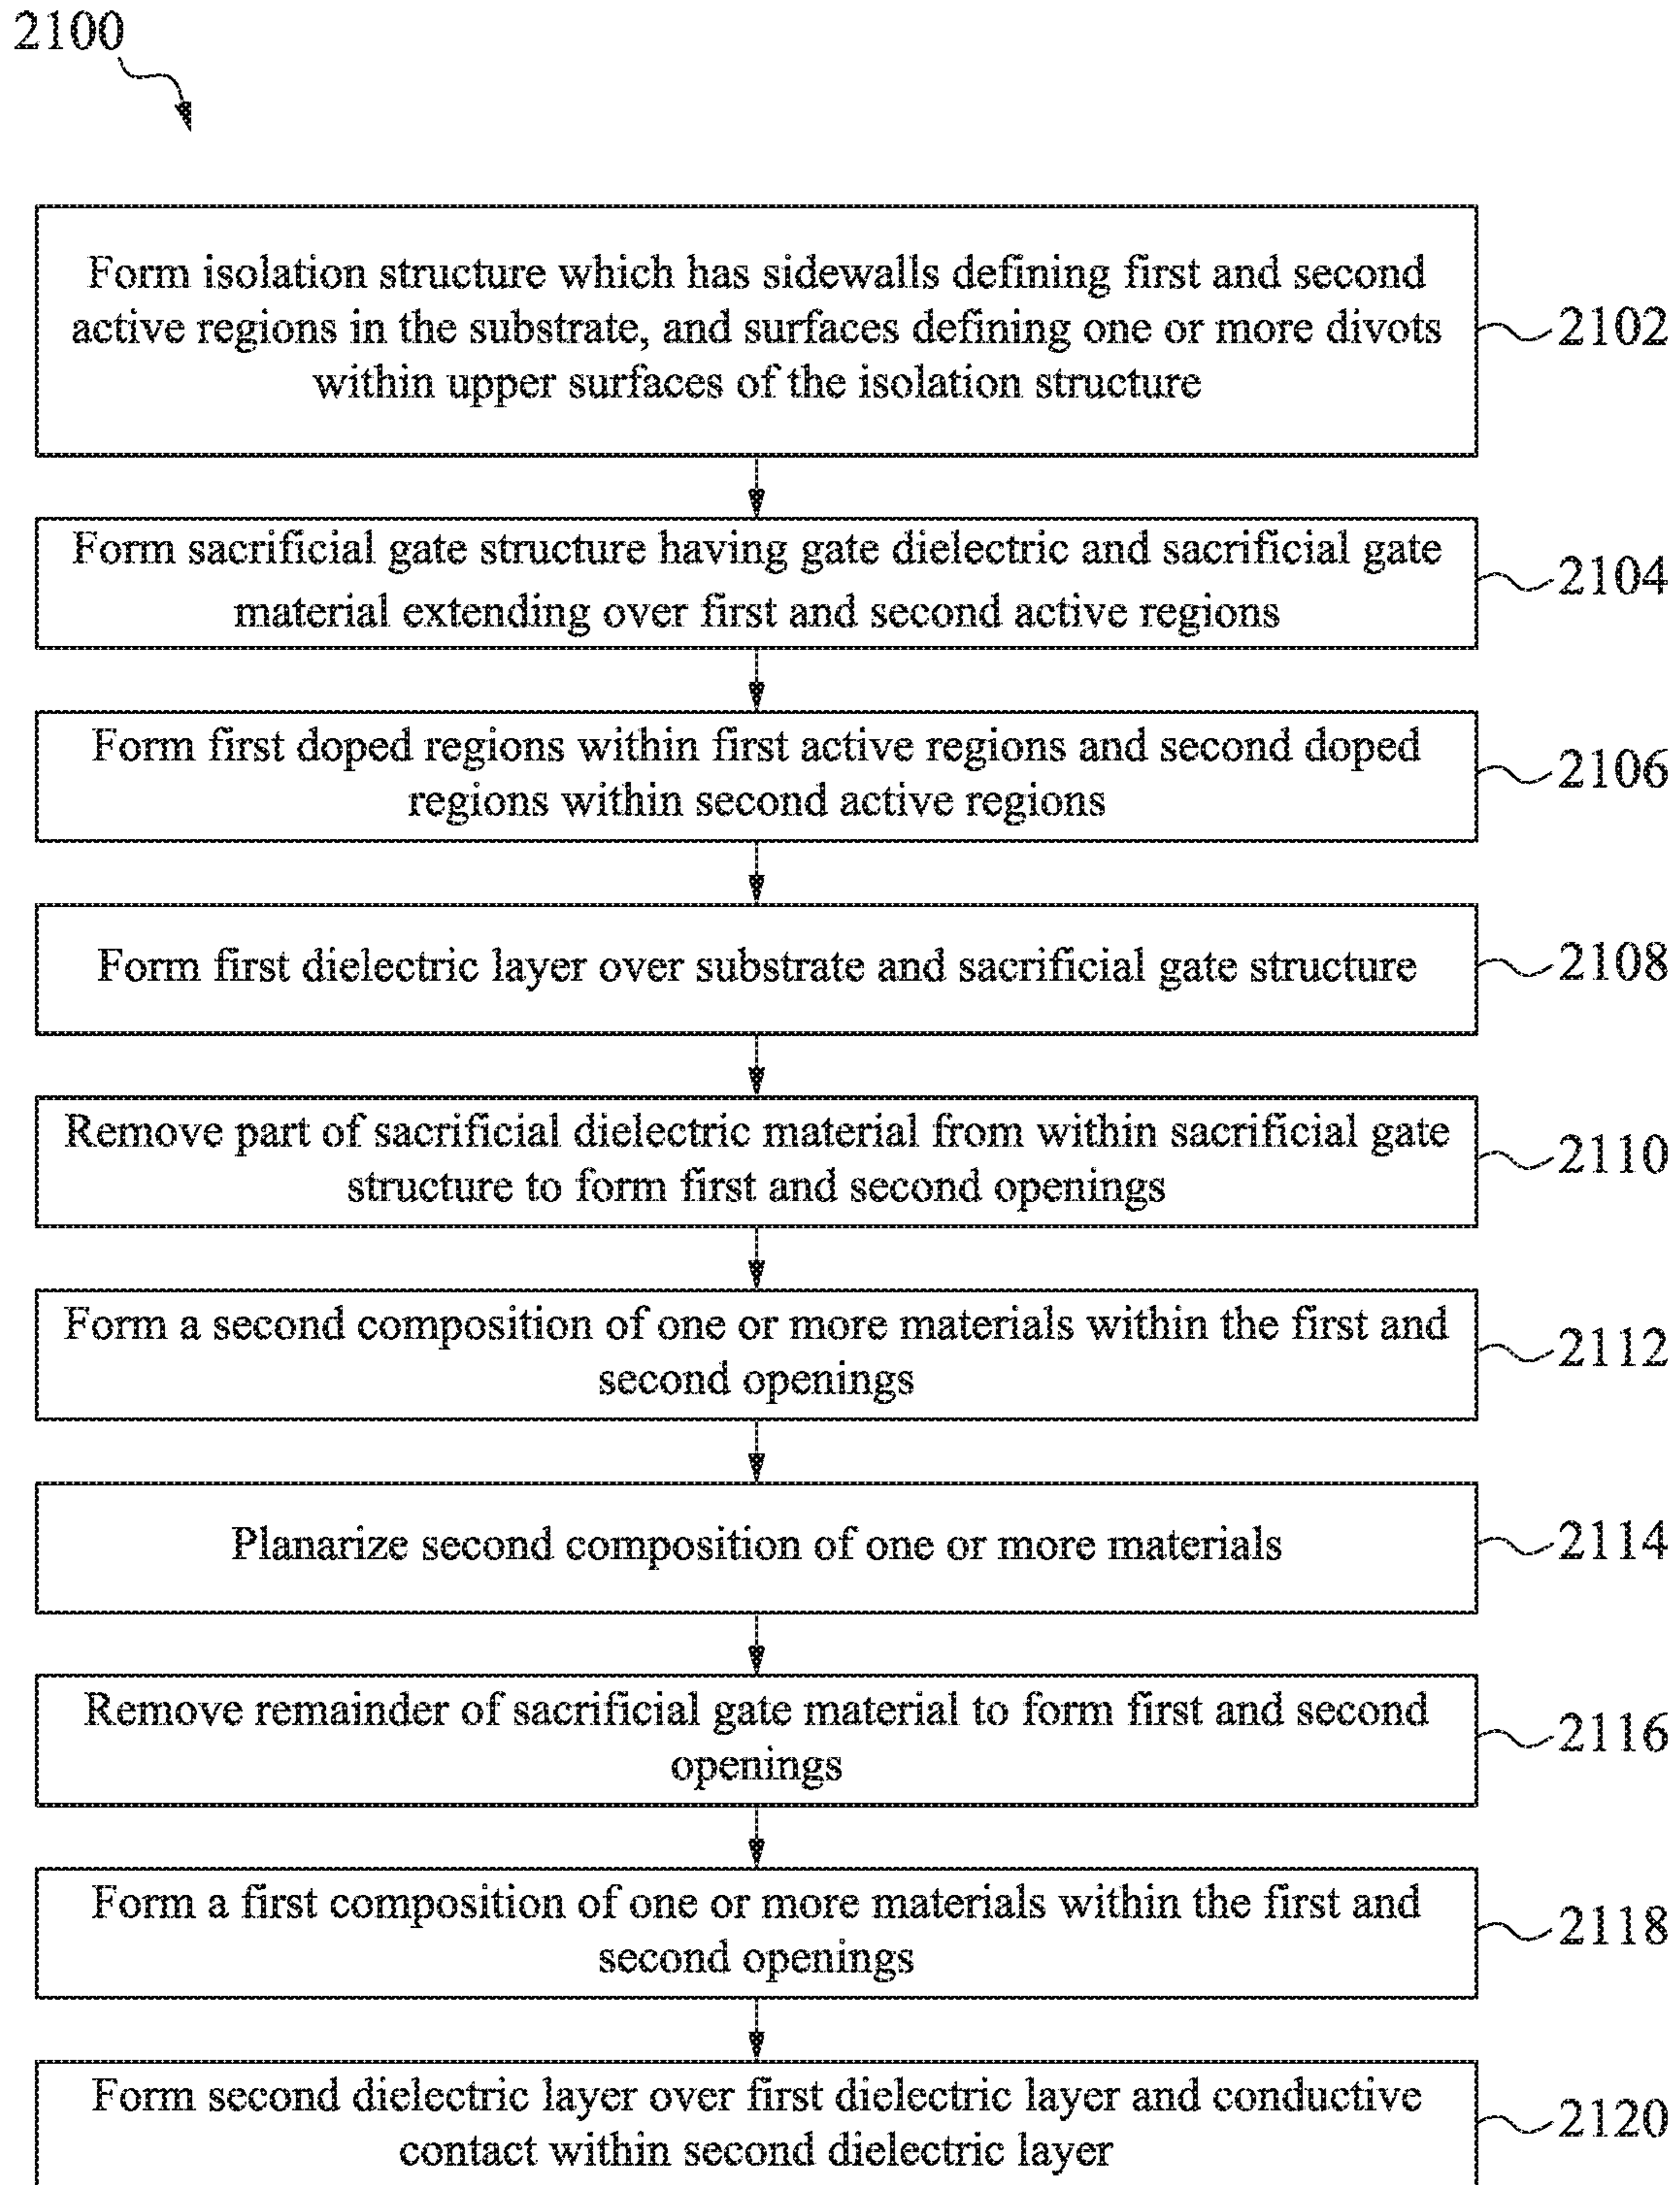 2100
Form isolation structure which has sidewalls defining first and second
active regions in the substrate, and surfaces defining one or more divots
within upper surfaces of the isolation structure
2102
Form sacrificial gate structure having gate dielectric and sacrificial gate
material extending over first and second active regions
2104
Form first doped regions within first active regions and second doped
regions within second active regions
2106
Form first dielectric layer over substrate and sacrificial gate structure
2108
Remove part of sacrificial dielectric material from within sacrificial gate
structure to form first and second openings
2110
Form a second composition of one or more materials within the first and
second openings
2112
Planarize second composition of one or more materials
2114
Remove remainder of sacrificial gate material to form first and second
openings
2116
Form a first composition of one or more materials within the first and
second openings
2118
Form second dielectric layer over first dielectric layer and conductive
contact within second dielectric layer
2120